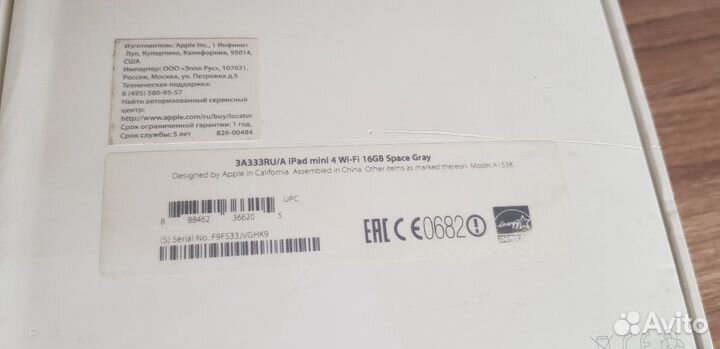 Изготовитель: Apple Inc., 1 Инфинит
Луп, Купертино, Калифорния, 95014,
США
Импортер: ООО «Эппл Рус», 107031,
Россия, Москва, ул. Петровка д.5
Техническая поддержка:
8 (495) 580-95-57
Найти авторизованный сервисный
центр:
http://www.apple.com/ru/buy/locator
Срок ограниченной гарантии: 1 год.
Срок службы: 5 лет 826-00484
3A333RU/A iPad mini 4 Wi-Fi 16GB Space Gray
Designed by Apple in California. Assembled in China. Other items as marked thereon. Model A1538
UPC
8 88462 36620 5
(S) Serial No. F9FS33JVGHK9
EAC CE0682
energy
ENERGY STAR
Avito